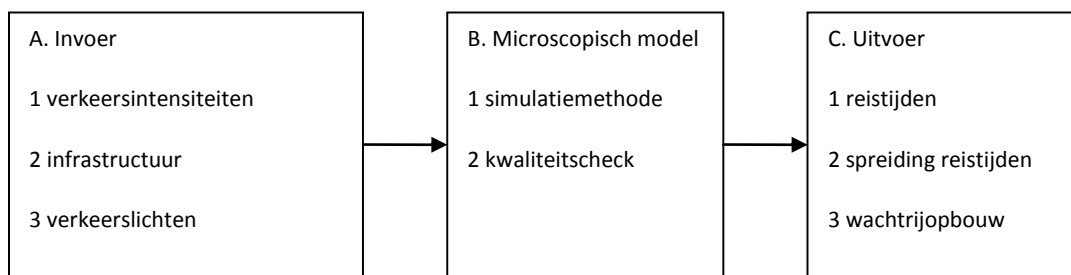 A. Invoer
1 verkeersintensiteiten
2 infrastructuur
3 verkeerslichten
B. Microscopisch model
1 simulatiemethode
2 kwaliteitscheck
C. Uitvoer
1 reistijden
2 spreiding reistijden
3 wachtrijopbouw